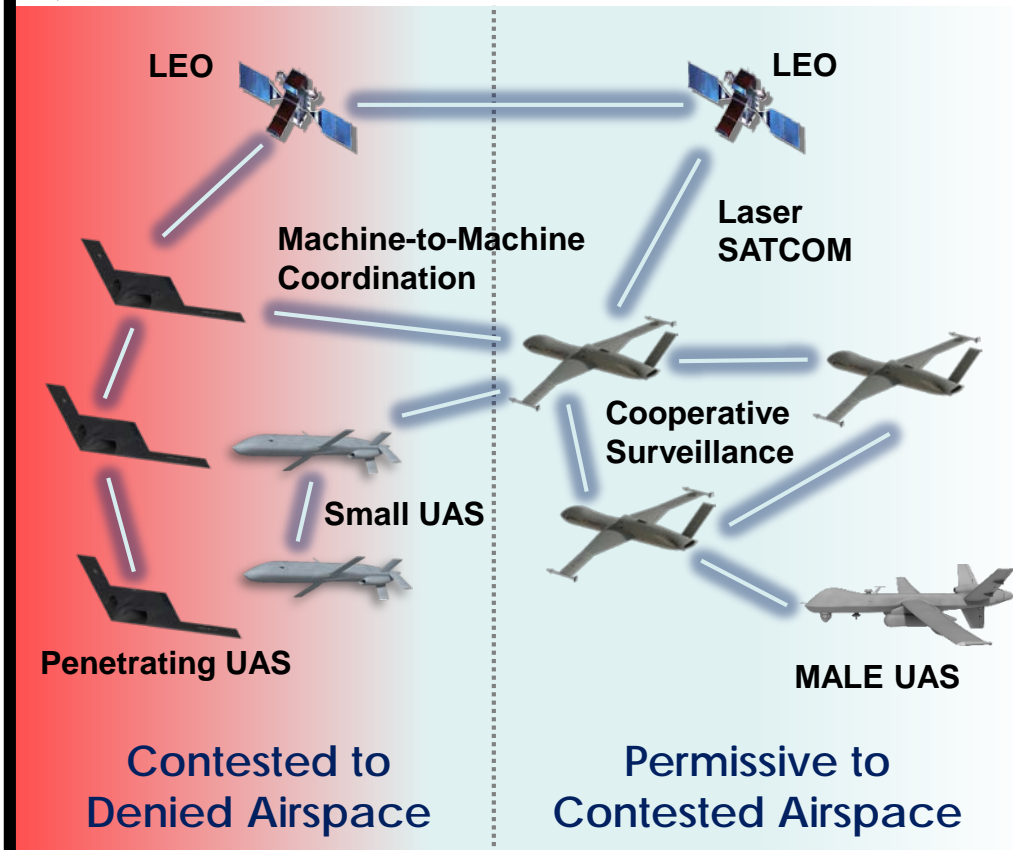 LEO
LEO
Laser
SATCOM
Machine-to-Machine
Coordination
Cooperative
Surveillance
Small UAS
Penetrating UAS
MALE UAS
Contested to
Denied Airspace
Permissive to
Contested Airspace